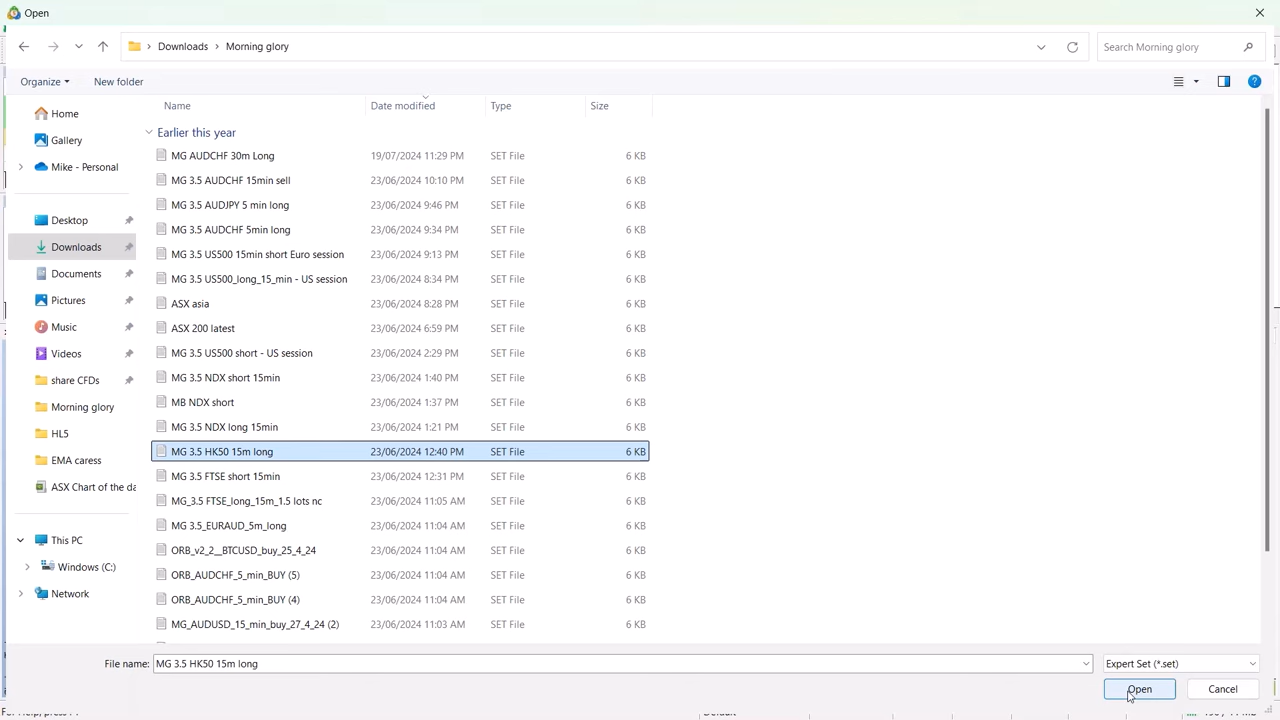 Open
Downloads > Morning glory
Search Morning glory
Organize
New folder
Name Date modified Type Size
Home
Gallery
Mike - Personal
Desktop
Downloads
Documents
Pictures
Music
Videos
share CFDs
Morning glory
HL5
EMA caress
ASX Chart of the da
This PC
Windows (C:)
Network
Earlier this year
MG AUDCHF 30m Long 19/07/2024 11:29 PM SET File 6 KB
MG 3.5 AUDCHF 15min sell 23/06/2024 10:10 PM SET File 6 KB
MG 3.5 AUDJPY 5 min long 23/06/2024 9:46 PM SET File 6 KB
MG 3.5 AUDCHF 5min long 23/06/2024 9:34 PM SET File 6 KB
MG 3.5 US500 15min short Euro session 23/06/2024 9:13 PM SET File 6 KB
MG 3.5 US500_long_15_min - US session 23/06/2024 8:34 PM SET File 6 KB
ASX asia 23/06/2024 8:28 PM SET File 6 KB
ASX 200 latest 23/06/2024 6:59 PM SET File 6 KB
MG 3.5 US500 short - US session 23/06/2024 2:29 PM SET File 6 KB
MG 3.5 NDX short 15min 23/06/2024 1:40 PM SET File 6 KB
MB NDX short 23/06/2024 1:37 PM SET File 6 KB
MG 3.5 NDX long 15min 23/06/2024 1:21 PM SET File 6 KB
MG 3.5 HK50 15m long 23/06/2024 12:40 PM SET File 6 KB
MG 3.5 FTSE short 15min 23/06/2024 12:31 PM SET File 6 KB
MG_3.5 FTSE_long_15m_1.5 lots nc 23/06/2024 11:05 AM SET File 6 KB
MG 3.5_EURAUD_5m_long 23/06/2024 11:04 AM SET File 6 KB
ORB_v2_2__BTCUSD_buy_25_4_24 23/06/2024 11:04 AM SET File 6 KB
ORB_AUDCHF_5_min_BUY (5) 23/06/2024 11:04 AM SET File 6 KB
ORB_AUDCHF_5_min_BUY (4) 23/06/2024 11:04 AM SET File 6 KB
MG_AUDUSD_15_min_buy_27_4_24 (2) 23/06/2024 11:03 AM SET File 6 KB
File name: MG 3.5 HK50 15m long
Expert Set (*.set)
Open
Cancel